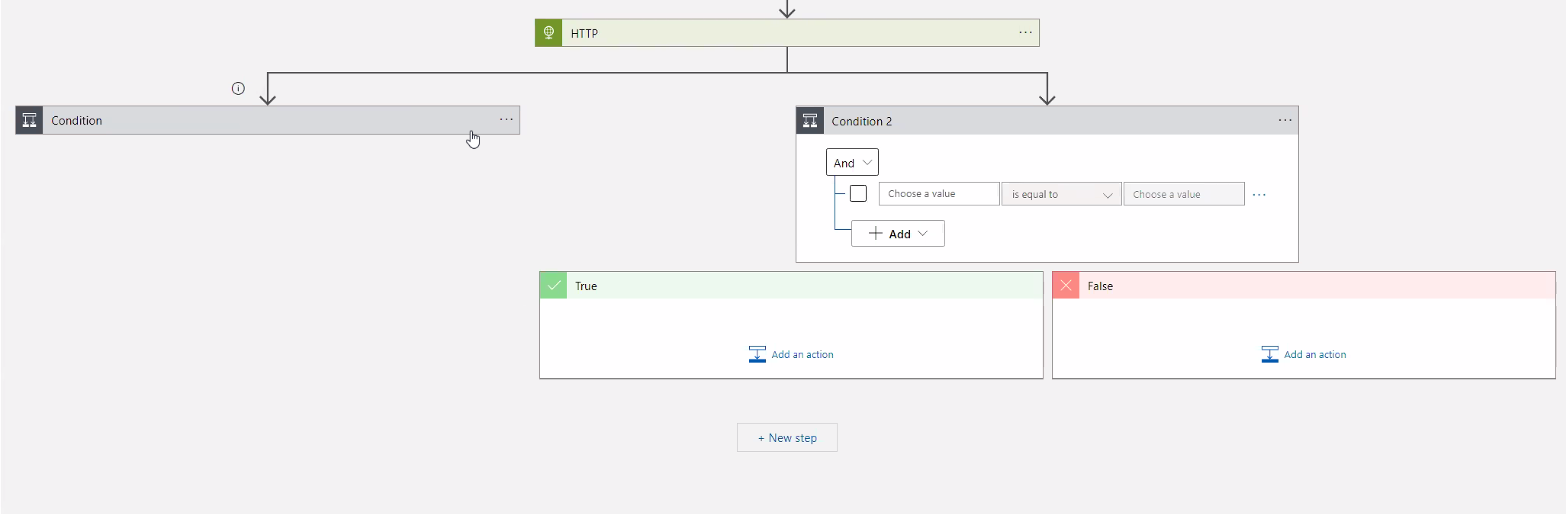 HTTP
Condition
Condition 2
And
Choose a value
is equal to
Choose a value
+ Add
True
False
Add an action
Add an action
+ New step